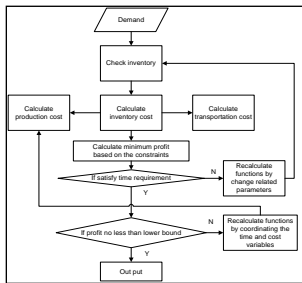 Demand
Check inventory
Calculate
production cost
Calculate
inventory cost
Calculate
transportation cost
Calculate minimum profit
based on the constraints
If satisfy time requirement
N
Recalculate
functions by
change related
parameters
Y
If profit no less than lower bound
N
Recalculate functions
by coordinating the
time and cost
variables
Y
Out put